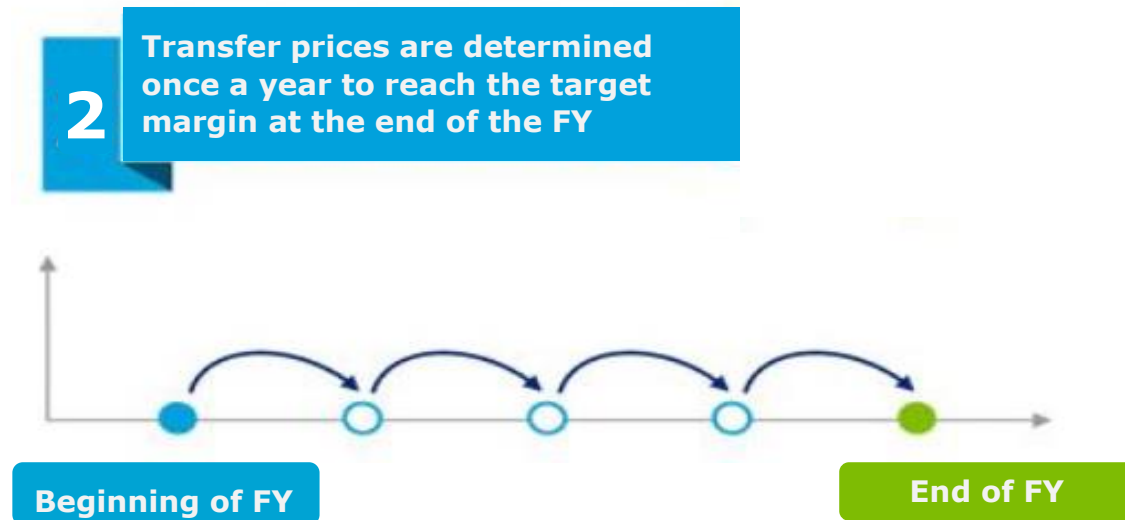 2
Transfer prices are determined
once a year to reach the target
margin at the end of the FY
Beginning of FY
End of FY